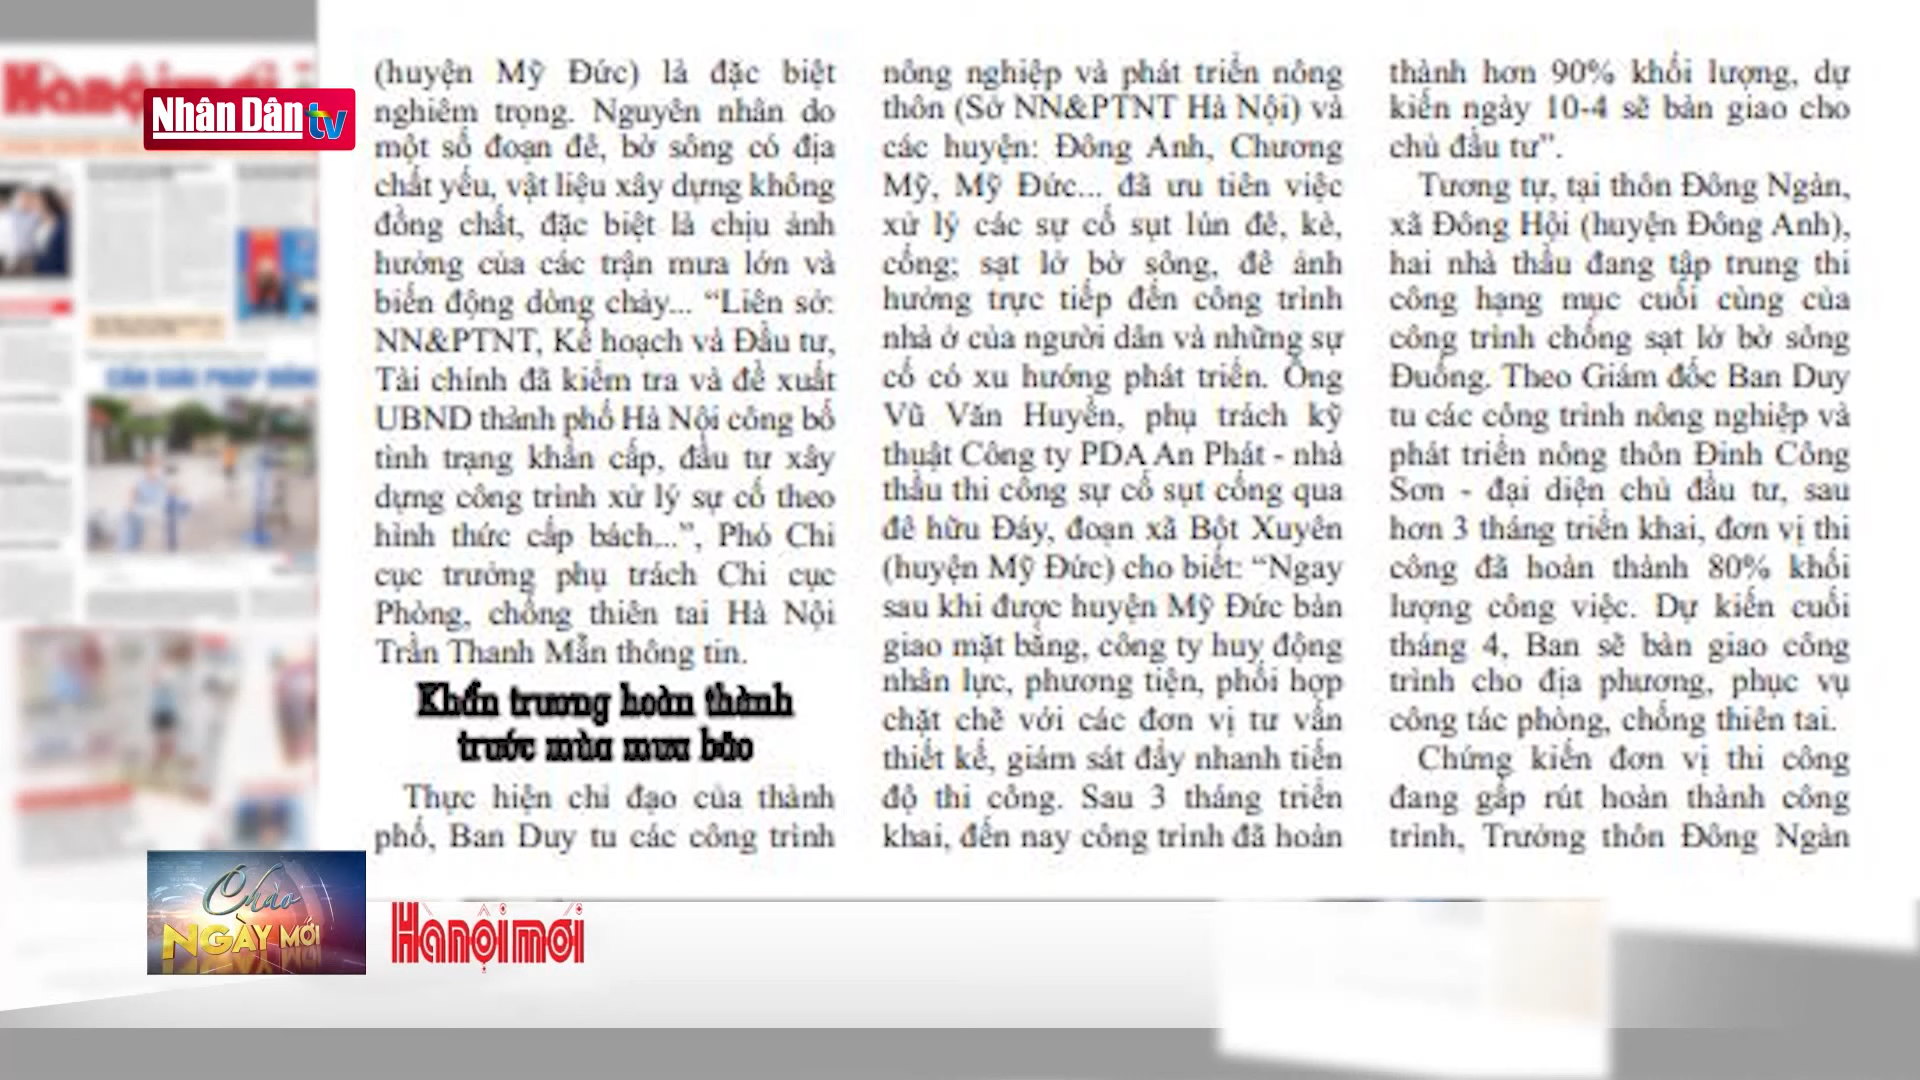 Nhân Dân tv
(huyện Mỹ Đức) là đặc biệt
nghiêm trọng. Nguyên nhân do
một số đoạn đê, bờ sông có địa
chất yếu, vật liệu xây dựng không
đồng chất, đặc biệt là chịu ảnh
hưởng của các trận mưa lớn và
biến động dòng chảy... “Liên sở:
NN&PTNT, Kế hoạch và Đầu tư,
Tài chính đã kiểm tra và đề xuất
UBND thành phố Hà Nội công bố
tình trạng khẩn cấp, đầu tư xây
dựng công trình xử lý sự cố theo
hình thức cấp bách...”, Phó Chi
cục trưởng phụ trách Chi cục
Phòng, chống thiên tai Hà Nội
Trần Thanh Mẫn thông tin.
Khẩn trương hoàn thành
trước mùa mưa bão
Thực hiện chỉ đạo của thành
phố, Ban Duy tu các công trình
nông nghiệp và phát triển nông
thôn (Sở NN&PTNT Hà Nội) và
các huyện: Đông Anh, Chương
Mỹ, Mỹ Đức... đã ưu tiên việc
xử lý các sự cố sụt lún đê, kè,
cống; sạt lở bờ sông, đê ảnh
hưởng trực tiếp đến công trình
nhà ở của người dân và những sự
cố có xu hướng phát triển. Ông
Vũ Văn Huyền, phụ trách kỹ
thuật Công ty PDA An Phát - nhà
thầu thi công sự cố sụt cống qua
đê hữu Đáy, đoạn xã Bột Xuyên
(huyện Mỹ Đức) cho biết: “Ngay
sau khi được huyện Mỹ Đức bàn
giao mặt bằng, công ty huy động
nhân lực, phương tiện, phối hợp
chặt chẽ với các đơn vị tư vấn
thiết kế, giám sát đẩy nhanh tiến
độ thi công. Sau 3 tháng triển
khai, đến nay công trình đã hoàn
thành hơn 90% khối lượng, dự
kiến ngày 10-4 sẽ bàn giao cho
chủ đầu tư”.
Tương tự, tại thôn Đông Ngàn,
xã Đông Hội (huyện Đông Anh),
hai nhà thầu đang tập trung thi
công hạng mục cuối cùng của
công trình chống sạt lở bờ sông
Đuống. Theo Giám đốc Ban Duy
tu các công trình nông nghiệp và
phát triển nông thôn Đinh Công
Sơn - đại diện chủ đầu tư, sau
hơn 3 tháng triển khai, đơn vị thi
công đã hoàn thành 80% khối
lượng công việc. Dự kiến cuối
tháng 4, Ban sẽ bàn giao công
trình cho địa phương, phục vụ
công tác phòng, chống thiên tai.
Chứng kiến đơn vị thi công
đang gấp rút hoàn thành công
trình, Trưởng thôn Đông Ngàn
Chào
NGÀY MỚI
Hànộimới
Hànộimới